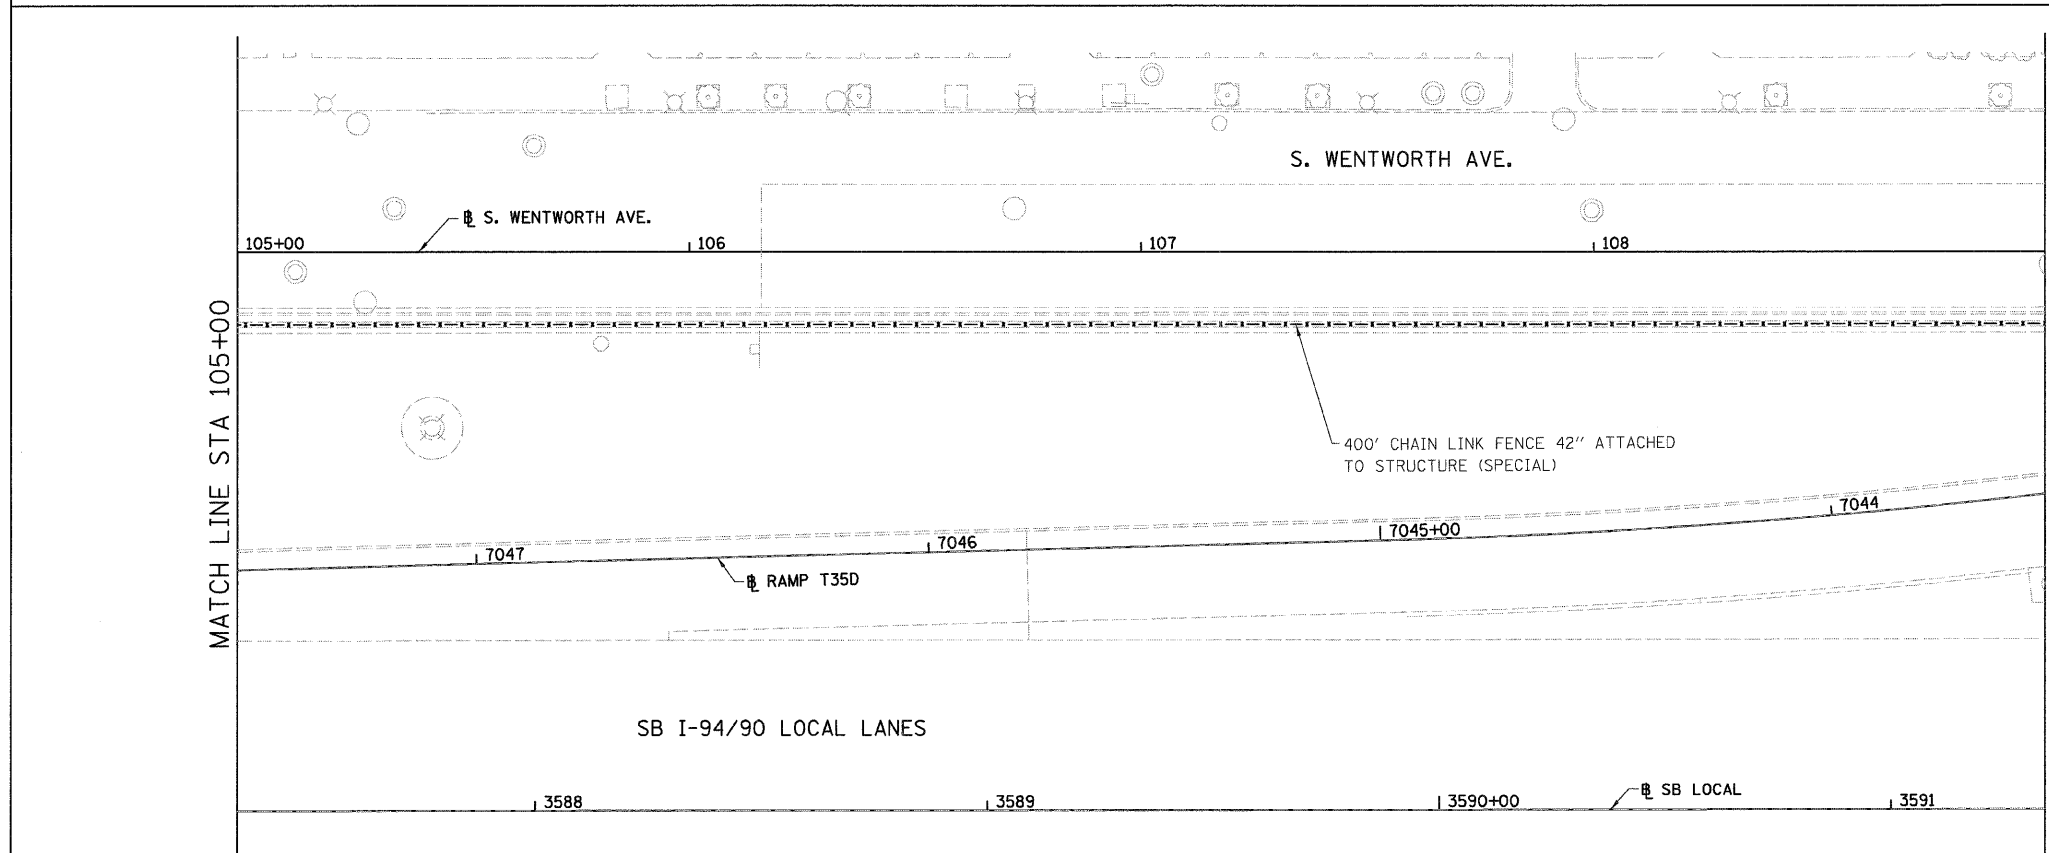 S. WENTWORTH AVE.
℄ S. WENTWORTH AVE.
105+00
106
107
108
MATCH LINE STA 105+00
400' CHAIN LINK FENCE 42" ATTACHED
TO STRUCTURE (SPECIAL)
7047
7046
7045+00
7044
℄ RAMP T35D
SB I-94/90 LOCAL LANES
3588
3589
3590+00
3591
℄ SB LOCAL